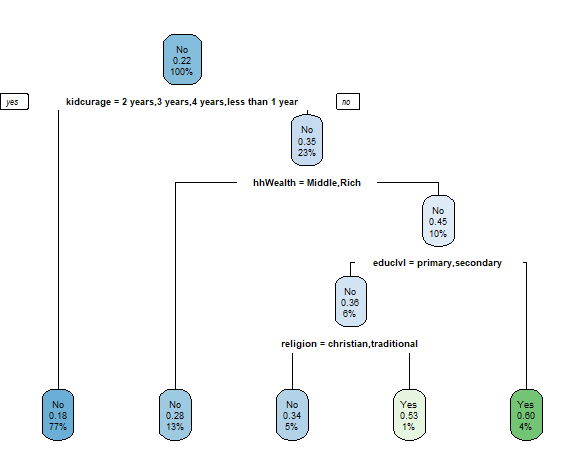 No
0.22
100%
yes
kidcurage = 2 years,3 years,4 years,less than 1 year
no
No
0.35
23%
hhWealth = Middle,Rich
No
0.45
10%
educlvl = primary,secondary
No
0.36
6%
religion = christian,traditional
No
0.18
77%
No
0.28
13%
No
0.34
5%
Yes
0.53
1%
Yes
0.60
4%